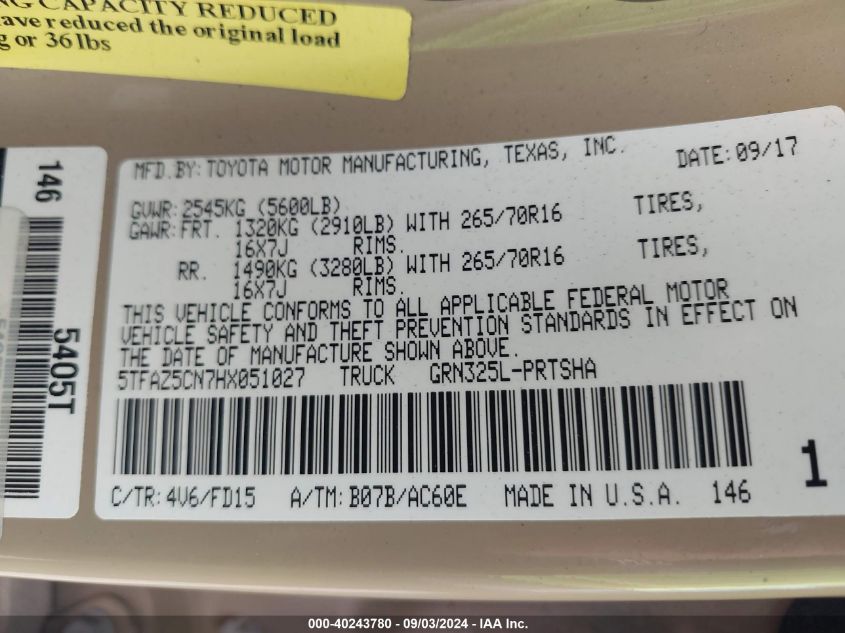 NG CAPACITY REDUCED
have reduced the original load
g or 36 lbs
146
5405T
MFD.BY:TOYOTA MOTOR MANUFACTURING, TEXAS, INC. DATE:09/17
GVWR:2545KG (5600LB)
GAWR:FRT. 1320KG (2910LB) WITH 265/70R16 TIRES,
16X7J RIMS.
RR. 1490KG (3280LB) WITH 265/70R16 TIRES,
16X7J RIMS.
THIS VEHICLE CONFORMS TO ALL APPLICABLE FEDERAL MOTOR
VEHICLE SAFETY AND THEFT PREVENTION STANDARDS IN EFFECT ON
THE DATE OF MANUFACTURE SHOWN ABOVE.
5TFAZ5CN7HX051027 TRUCK GRN325L-PRTSHA
C/TR:4V6/FD15 A/TM:B07B/AC60E MADE IN U.S.A. 146
1
000-40243780 - 09/03/2024 - IAA Inc.